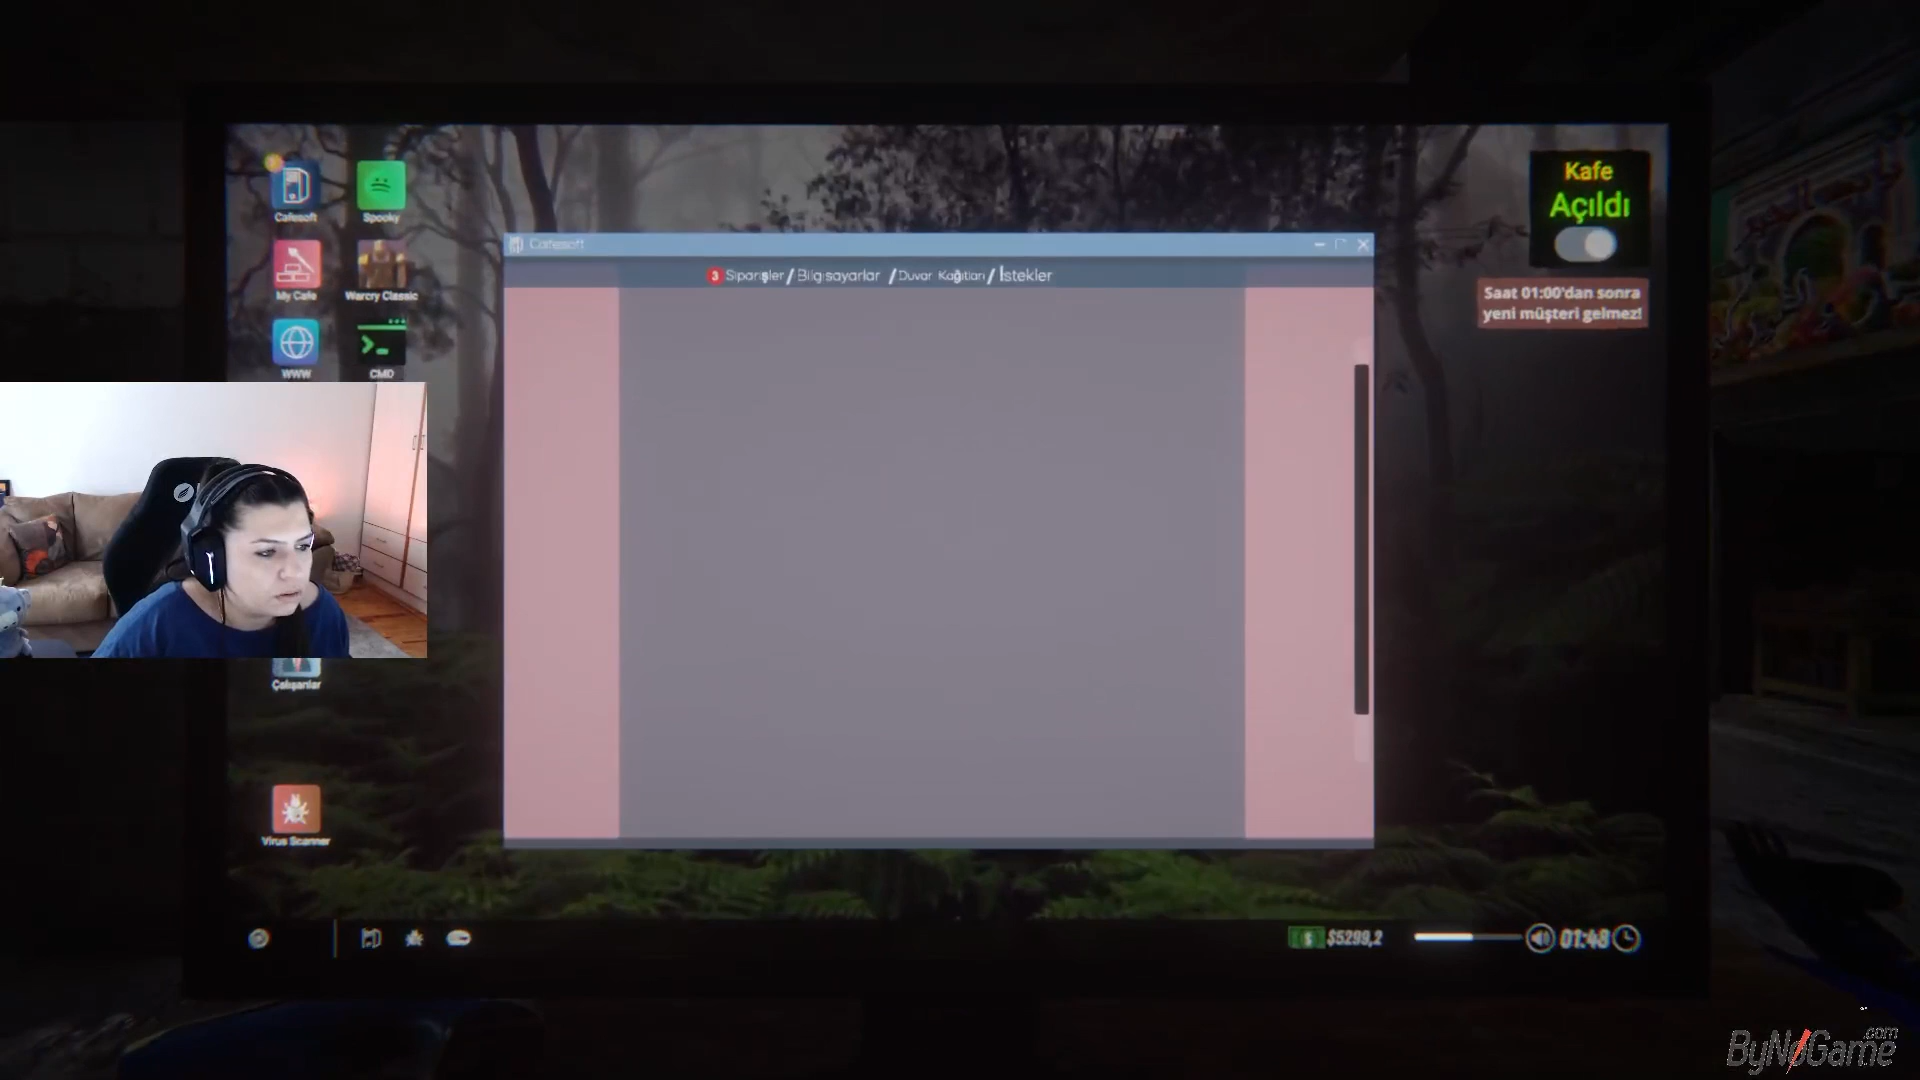 Cafesoft
Spooky
My Cafe
Warcry Classic
WWW
CMD
Çalışanlar
Virus Scanner
Cafesoft
3 Siparişler / Bilgisayarlar / Duvar Kağıtları / İstekler
Kafe
Açıldı
Saat 01:00'dan sonra
yeni müşteri gelmez!
$ $5299,2
01:48
ByNoGame.com